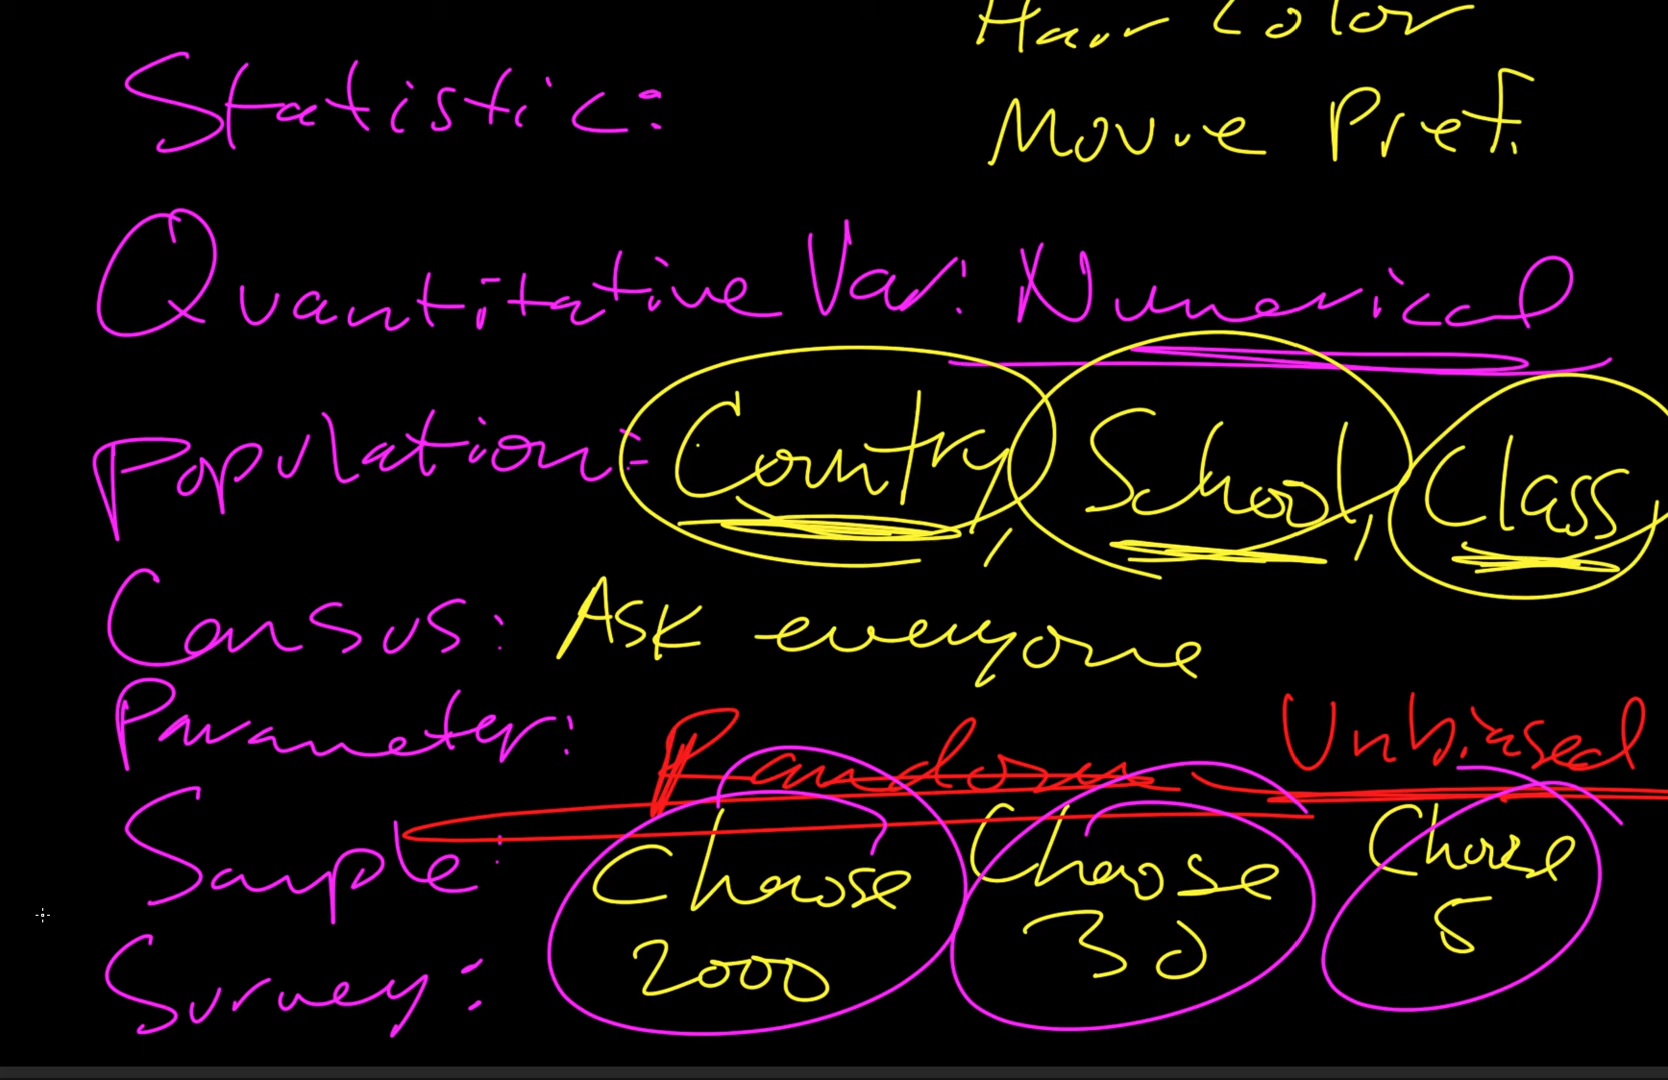 Hair Color
Statistic:
Movie Pref.
Quantitative Var: Numerical
Population: Country, School, Class
Census: Ask everyone
Parameter:
Random Unbiased
Sample: Choose 2000 Choose 30 Choose 5
Survey: